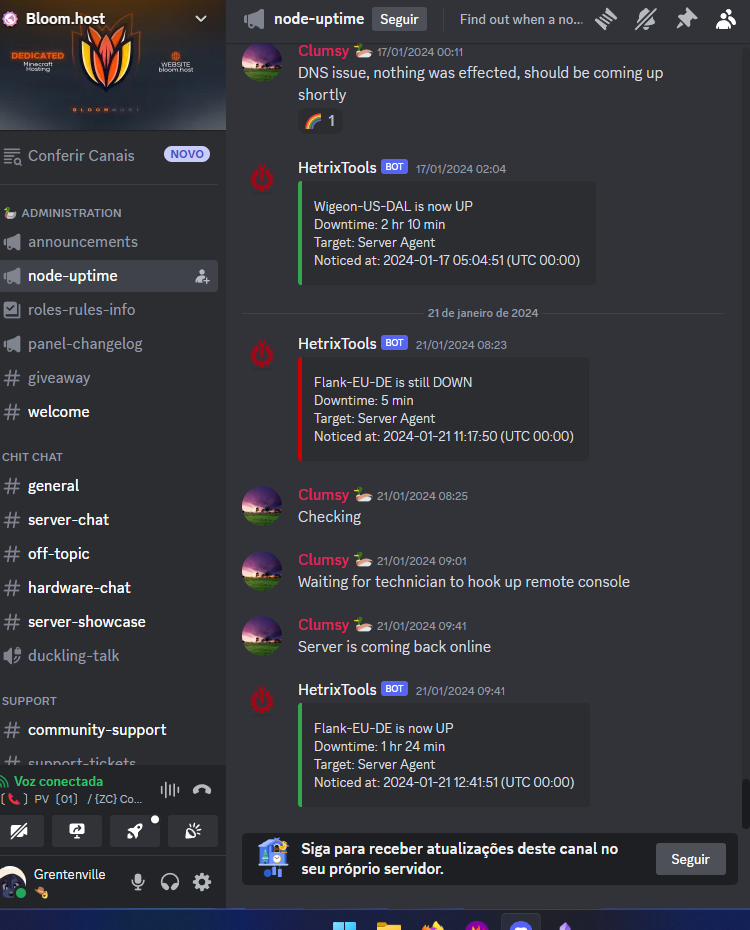 Bloom.host
DEDICATED
Minecraft
Hosting
WEBSITE
bloom.host
BLOOMHOST
Conferir Canais
NOVO
ADMINISTRATION
announcements
node-uptime
roles-rules-info
panel-changelog
giveaway
welcome
CHIT CHAT
general
server-chat
off-topic
hardware-chat
server-showcase
duckling-talk
SUPPORT
community-support
support-tickets
Voz conectada
[📞] PV [01] / {ZC} Co...
Grentenville
node-uptime
Seguir
Find out when a no...
Clumsy 17/01/2024 00:11
DNS issue, nothing was effected, should be coming up
shortly
1
HetrixTools BOT 17/01/2024 02:04
Wigeon-US-DAL is now UP
Downtime: 2 hr 10 min
Target: Server Agent
Noticed at: 2024-01-17 05:04:51 (UTC 00:00)
21 de janeiro de 2024
HetrixTools BOT 21/01/2024 08:23
Flank-EU-DE is still DOWN
Downtime: 5 min
Target: Server Agent
Noticed at: 2024-01-21 11:17:50 (UTC 00:00)
Clumsy 21/01/2024 08:25
Checking
Clumsy 21/01/2024 09:01
Waiting for technician to hook up remote console
Clumsy 21/01/2024 09:41
Server is coming back online
HetrixTools BOT 21/01/2024 09:41
Flank-EU-DE is now UP
Downtime: 1 hr 24 min
Target: Server Agent
Noticed at: 2024-01-21 12:41:51 (UTC 00:00)
Siga para receber atualizações deste canal no
seu próprio servidor.
Seguir